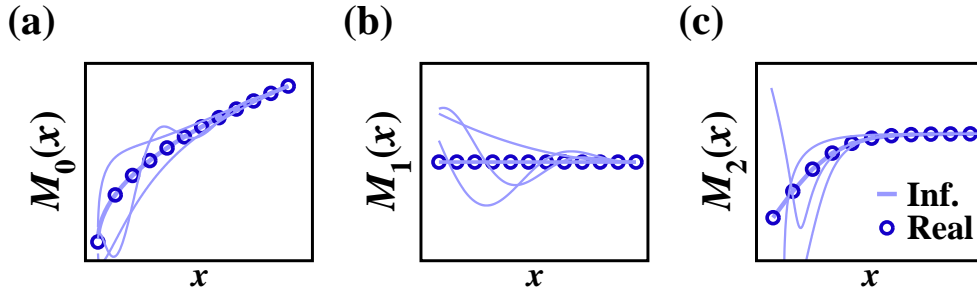 (a)
(b)
(c)
M₀(x)
M₁(x)
M₂(x)
Inf.
Real
x
x
x